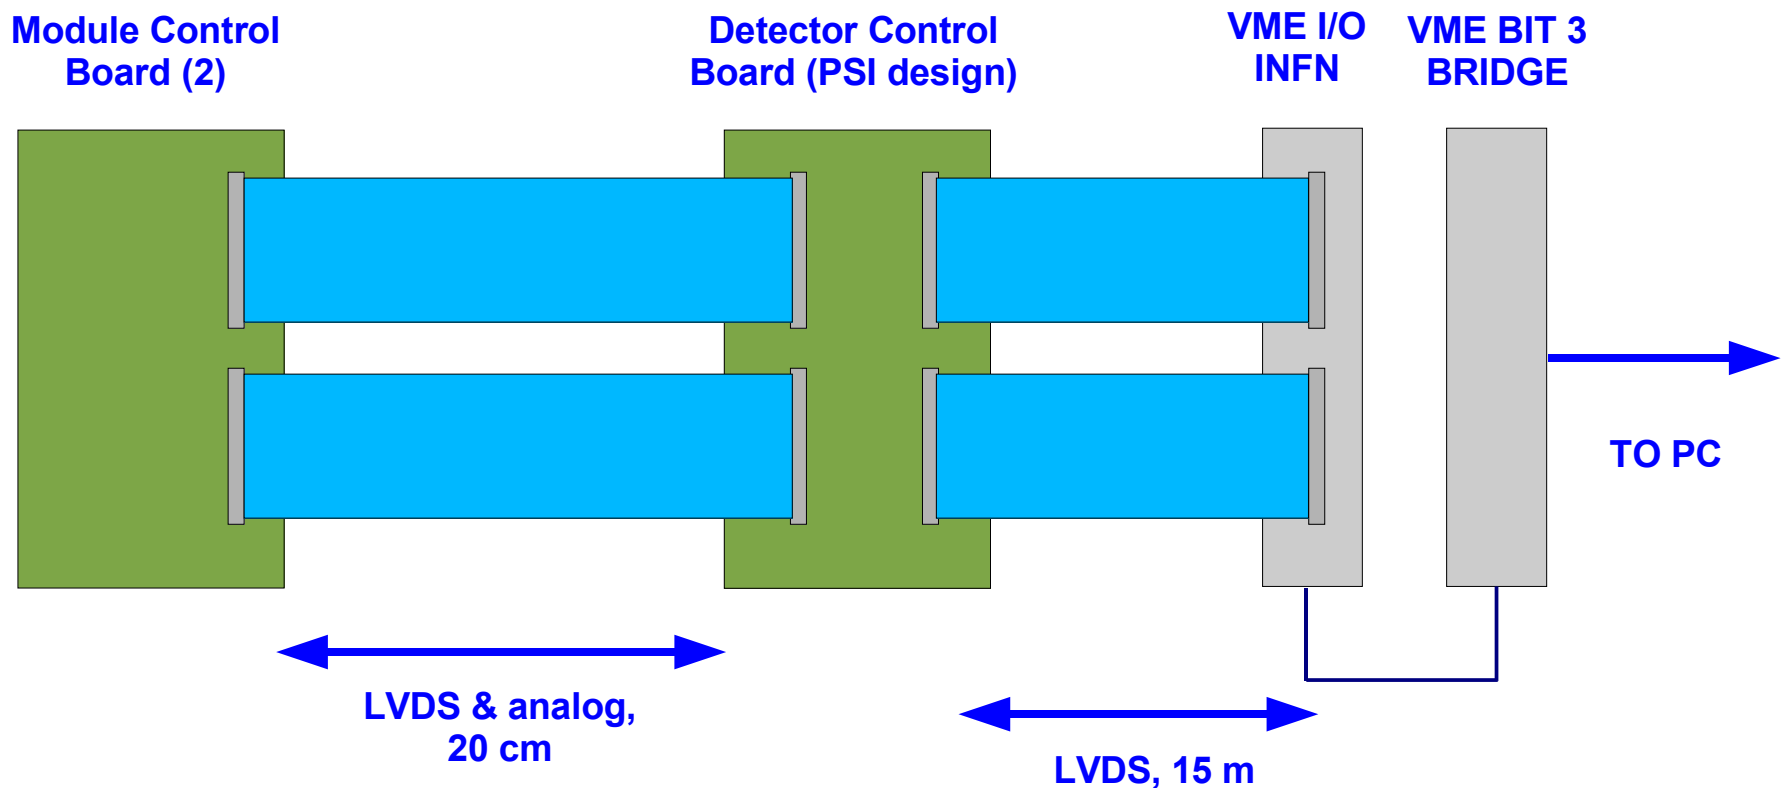 Module Control
Board (2)
Detector Control
Board (PSI design)
VME I/O
INFN
VME BIT 3
BRIDGE
TO PC
LVDS & analog,
20 cm
LVDS, 15 m